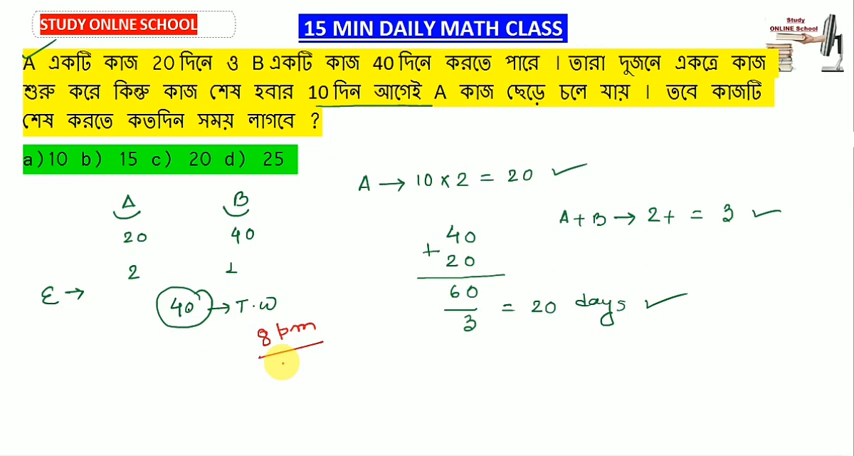 STUDY ONLNE SCHOOL
15 MIN DAILY MATH CLASS
Study
ONLINE School
A একটি কাজ 20 দিনে ও B একটি কাজ 40 দিনে করতে পারে । তারা দুজনে একত্রে কাজ
শুরু করে কিন্তু কাজ শেষ হবার 10 দিন আগেই A কাজ ছেড়ে চলে যায় । তবে কাজটি
শেষ করতে কতদিন সময় লাগবে ?
a)10 b) 15 c) 20 d) 25
A → 10 × 2 = 20 ✓
A B
20 40
2 1
E →
40 → T.W
8 pm
A + B → 2+ = 3 ✓
40
+ 20
60
3 = 20 days ✓